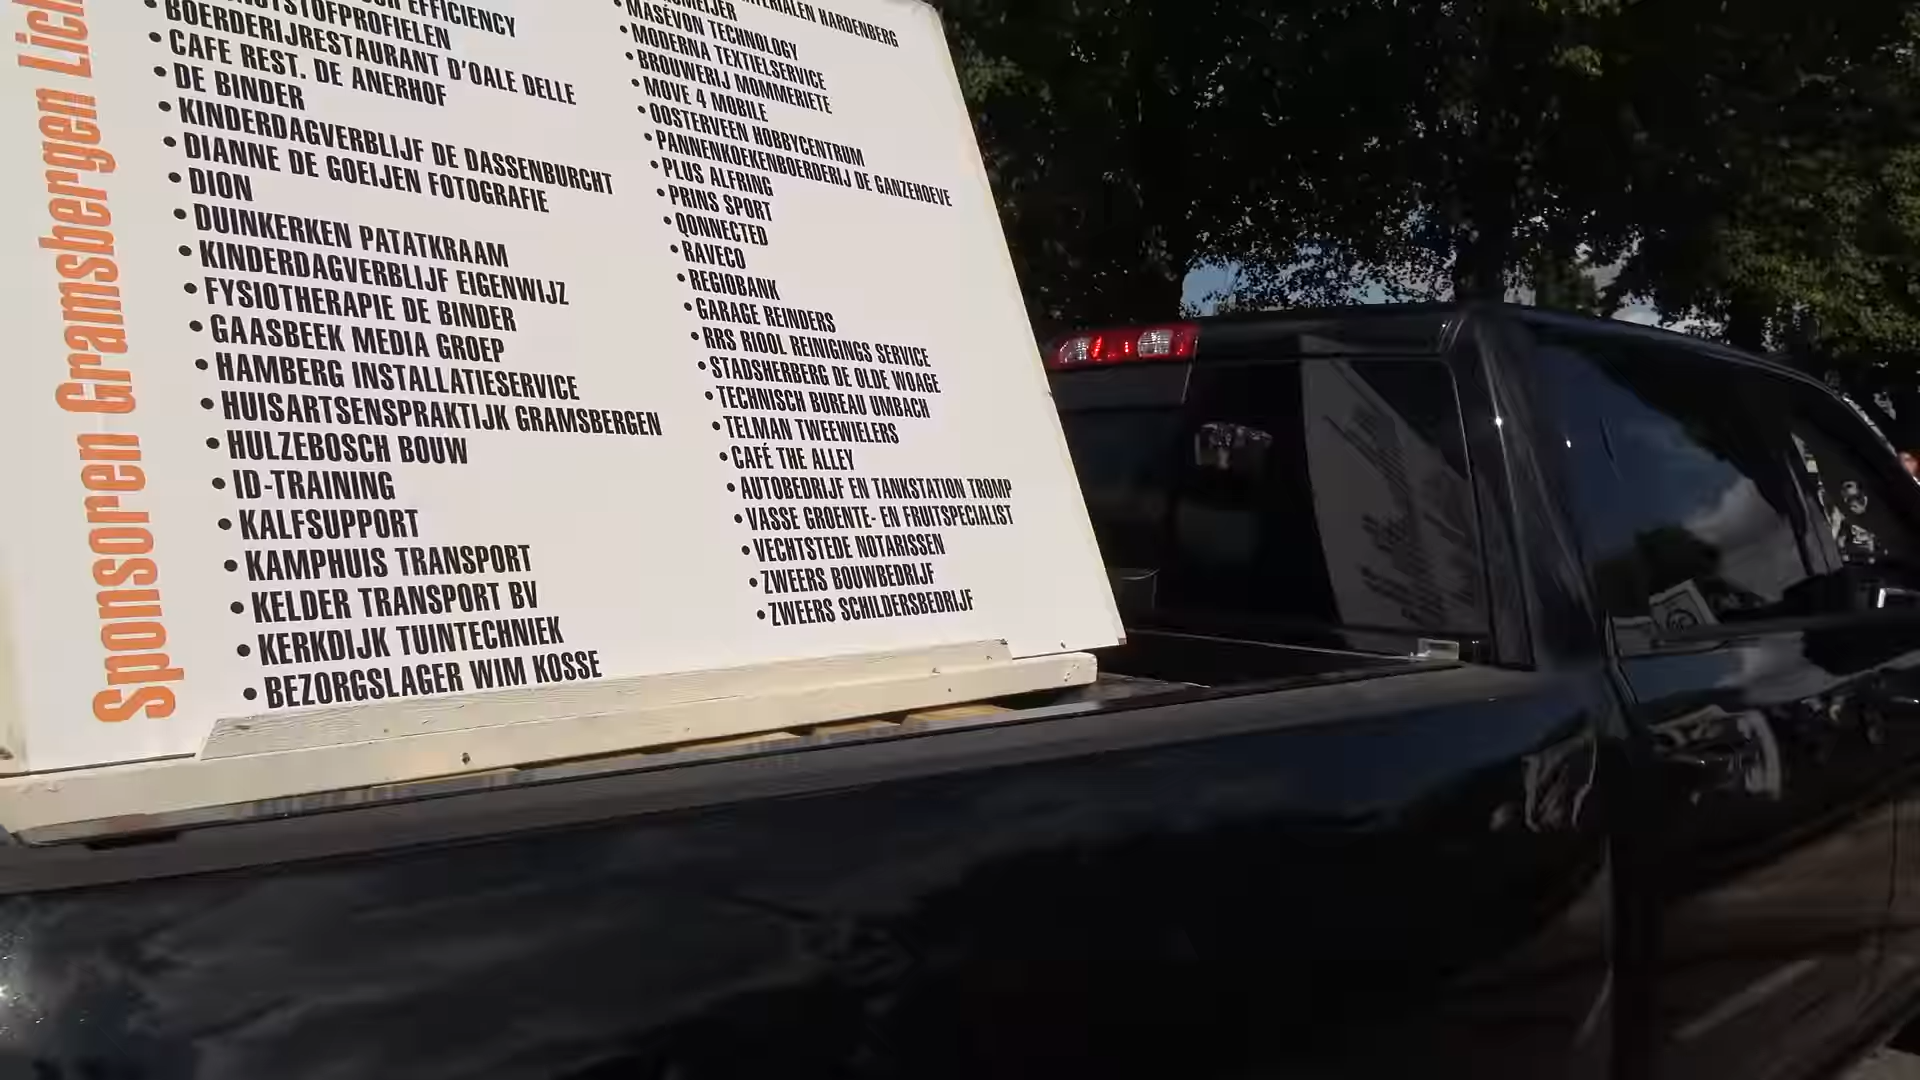 Sponsoren Gramsbergen Lich
EFFICIENCY
BOERDERIJRESTAURANT D'OALE DELLE
• CAFE REST. DE ANERHOF
• DE BINDER
• KINDERDAGVERBLIJF DE DASSENBURCHT
• DIANNE DE GOEIJEN FOTOGRAFIE
• DION
• DUINKERKEN PATATKRAAM
• KINDERDAGVERBLIJF EIGENWIJZ
• FYSIOTHERAPIE DE BINDER
• GAASBEEK MEDIA GROEP
• HAMBERG INSTALLATIESERVICE
• HUISARTSENSPRAKTIJK GRAMSBERGEN
• HULZEBOSCH BOUW
• ID-TRAINING
• KALFSUPPORT
• KAMPHUIS TRANSPORT
• KELDER TRANSPORT BV
• KERKDIJK TUINTECHNIEK
• BEZORGSLAGER WIM KOSSE
HARDENBERG
• MASÉVON TECHNOLOGY
• MODERNA TEXTIELSERVICE
• BROUWERIJ MOMMERIETE
• MOVE 4 MOBILE
• OOSTERVEEN HOBBYCENTRUM
• PANNENKOEKENBOERDERIJ DE GANZEHOEVE
• PLUS ALFRING
• PRINS SPORT
• QONNECTED
• RAVECO
• REGIOBANK
• GARAGE REINDERS
• RRS RIOOL REINIGINGS SERVICE
• STADSHERBERG DE OLDE WOAGE
• TECHNISCH BUREAU UMBACH
• TELMAN TWEEWIELERS
• CAFÉ THE ALLEY
• AUTOBEDRIJF EN TANKSTATION TROMP
• VASSE GROENTE- EN FRUITSPECIALIST
• VECHTSTEDE NOTARISSEN
• ZWEERS BOUWBEDRIJF
• ZWEERS SCHILDERSBEDRIJF